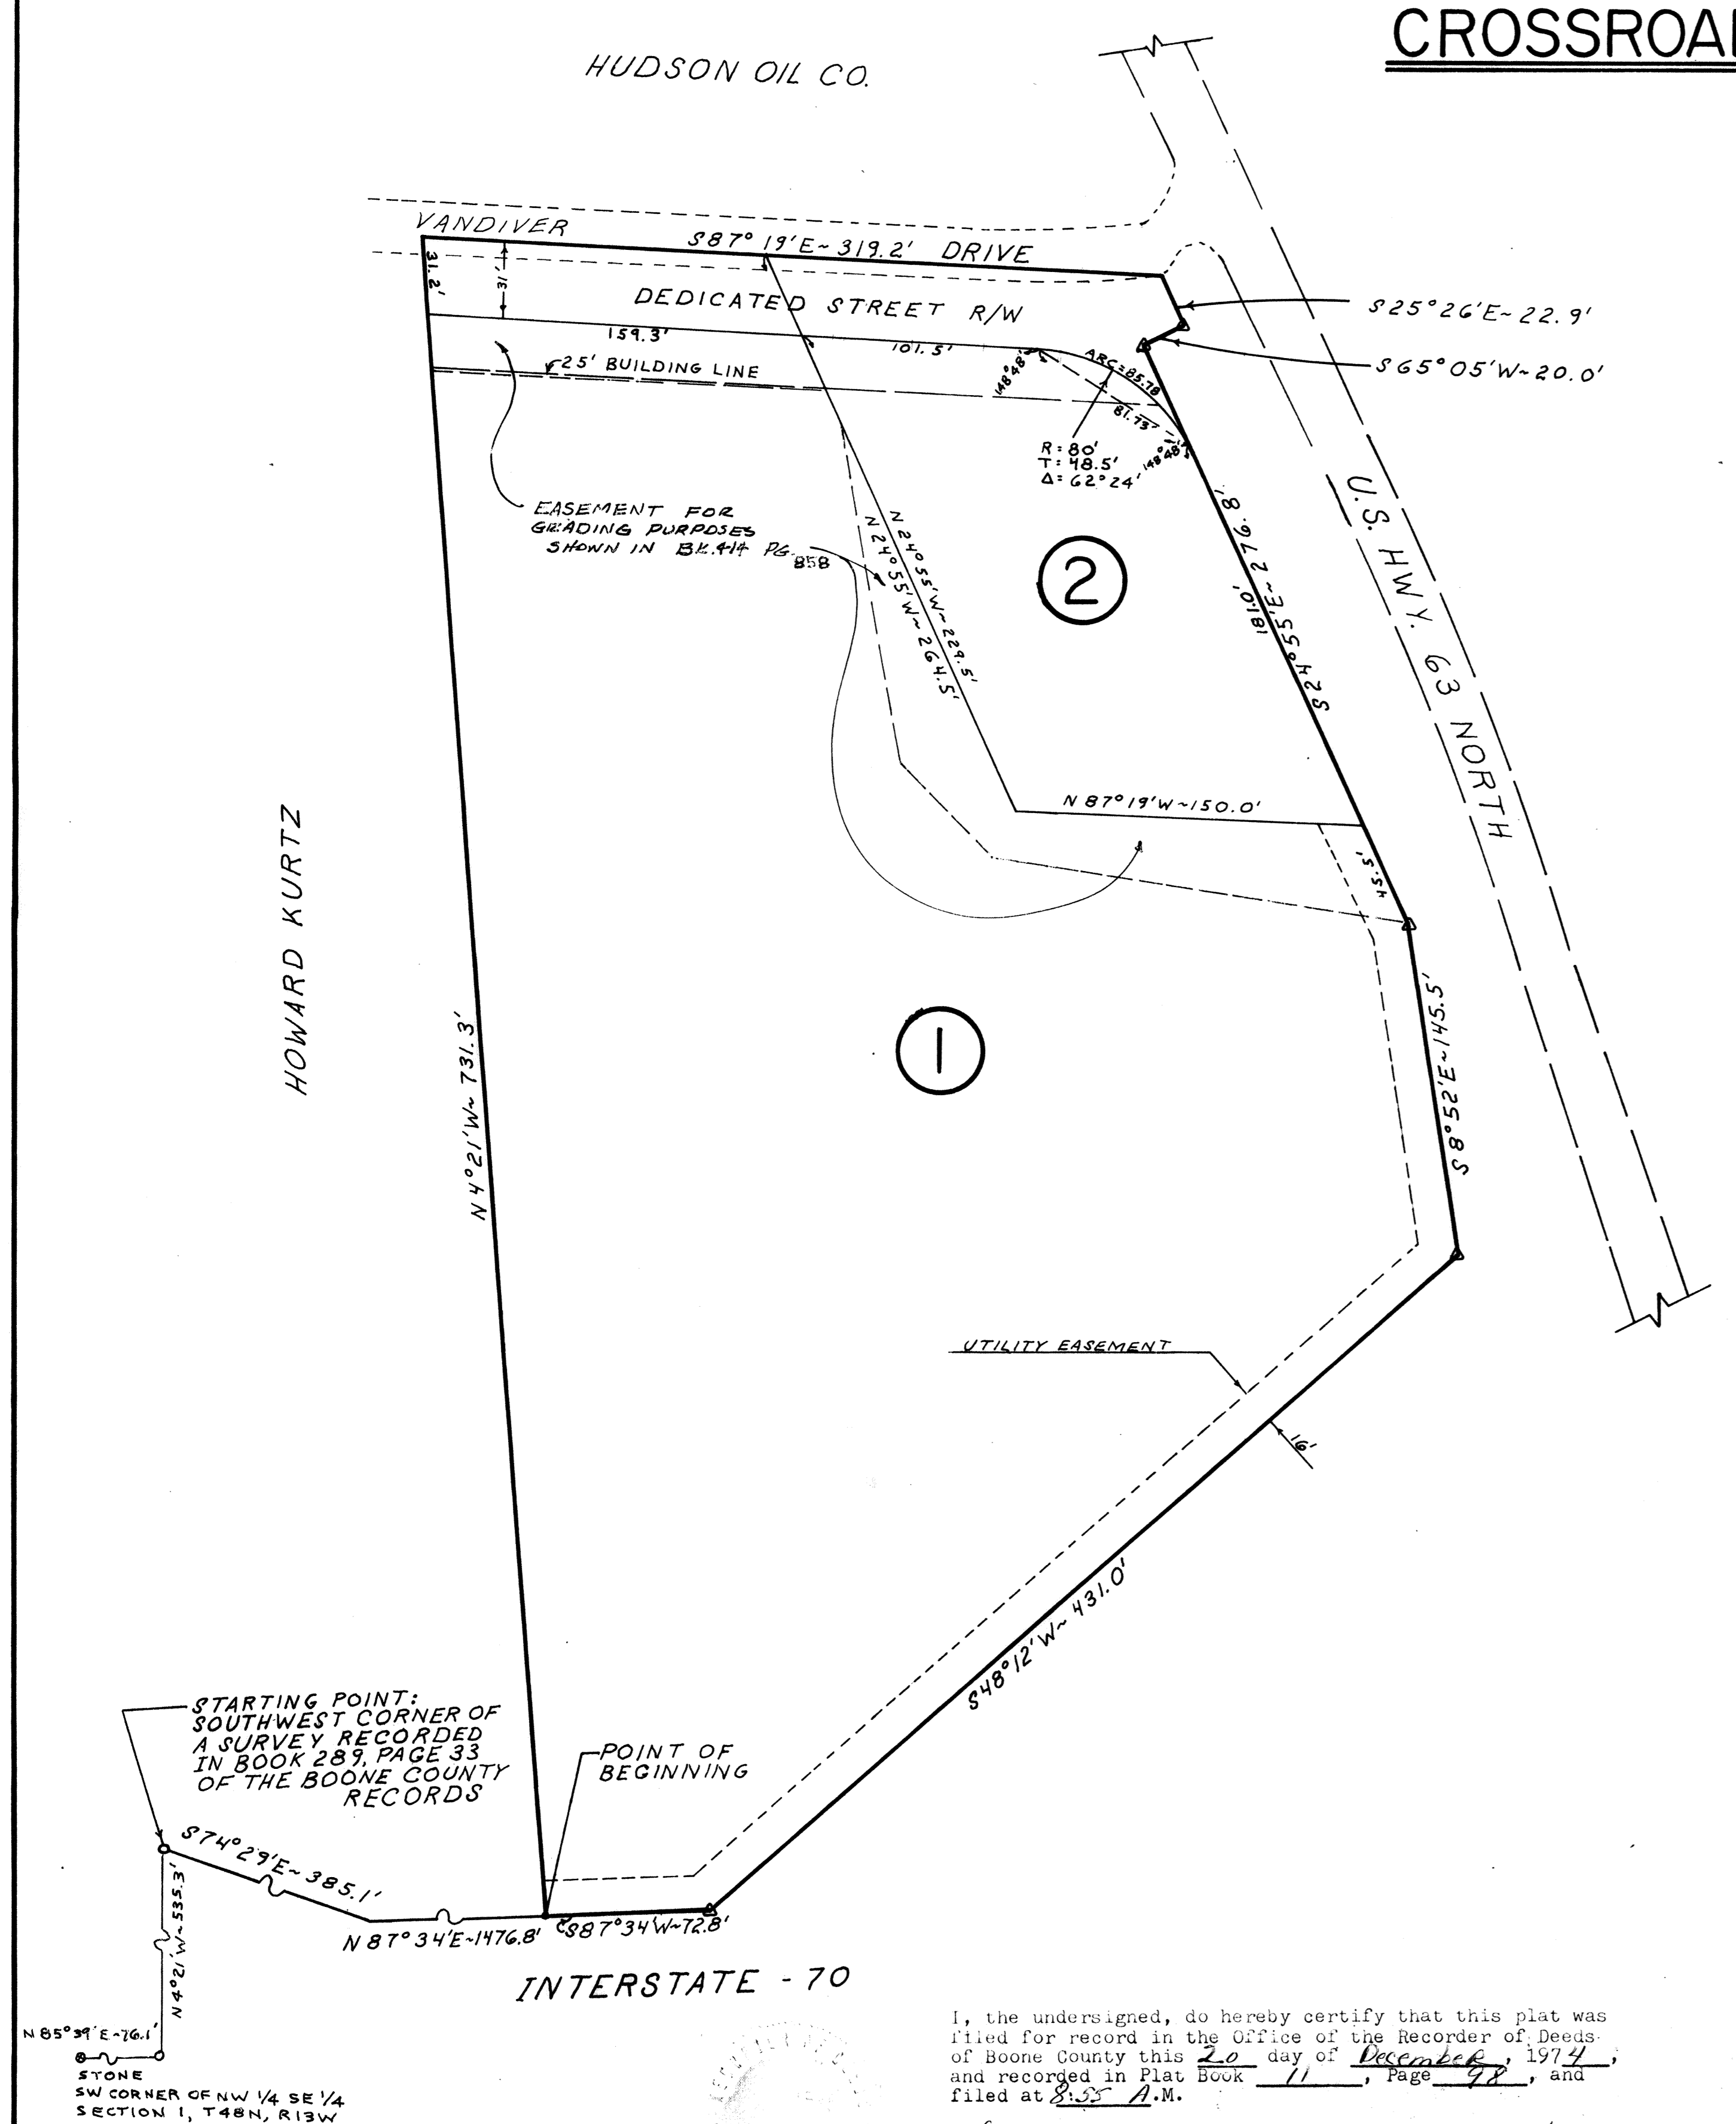 CROSSROA
HUDSON OIL CO.
VANDIVER
S87° 19'E~319.2' DRIVE
31.2'
31'
DEDICATED STREET R/W
S25°26'E~22.9'
S65°05'W~20.0'
159.3'
101.5'
25' BUILDING LINE
148°48'
ARC=85.78
81.73'
148°48'
R=80'
T=48.5'
Δ=62°24'
EASEMENT FOR
GRADING PURPOSES
SHOWN IN BK.414 PG.
858
N24°55'W~229.5'
N24°55'W~264.5'
2
181.0'
S24°55'E~276.8'
U.S. HWY. 63 NORTH
N87°19'W~150.0'
45.5'
HOWARD KURTZ
N4°21'W~731.3'
1
S8°52'E~145.5'
UTILITY EASEMENT
16'
S48°12'W~431.0'
STARTING POINT:
SOUTHWEST CORNER OF
A SURVEY RECORDED
IN BOOK 289, PAGE 33
OF THE BOONE COUNTY
RECORDS
POINT OF
BEGINNING
S74°29'E~385.1'
N4°21'W~535.3'
N87°34'E~1476.8'
S87°34'W~72.8'
INTERSTATE - 70
N85°39'E~76.1'
STONE
SW CORNER OF NW 1/4 SE 1/4
SECTION 1, T48N, R13W
I, the undersigned, do hereby certify that this plat was
filed for record in the Office of the Recorder of Deeds
of Boone County this 20 day of December, 1974,
and recorded in Plat Book 11, Page 98, and
filed at 8:55 A.M.